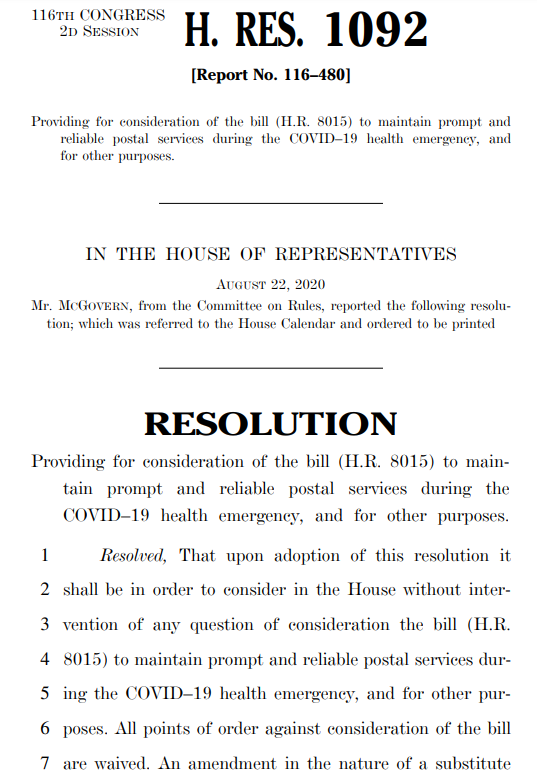 116TH CONGRESS
2D SESSION
H. RES. 1092
[Report No. 116–480]
Providing for consideration of the bill (H.R. 8015) to maintain prompt and
reliable postal services during the COVID–19 health emergency, and
for other purposes.
IN THE HOUSE OF REPRESENTATIVES
AUGUST 22, 2020
Mr. MCGOVERN, from the Committee on Rules, reported the following resolu-
tion; which was referred to the House Calendar and ordered to be printed
RESOLUTION
Providing for consideration of the bill (H.R. 8015) to main-
tain prompt and reliable postal services during the
COVID–19 health emergency, and for other purposes.
1 Resolved, That upon adoption of this resolution it
2 shall be in order to consider in the House without inter-
3 vention of any question of consideration the bill (H.R.
4 8015) to maintain prompt and reliable postal services dur-
5 ing the COVID–19 health emergency, and for other pur-
6 poses. All points of order against consideration of the bill
7 are waived. An amendment in the nature of a substitute